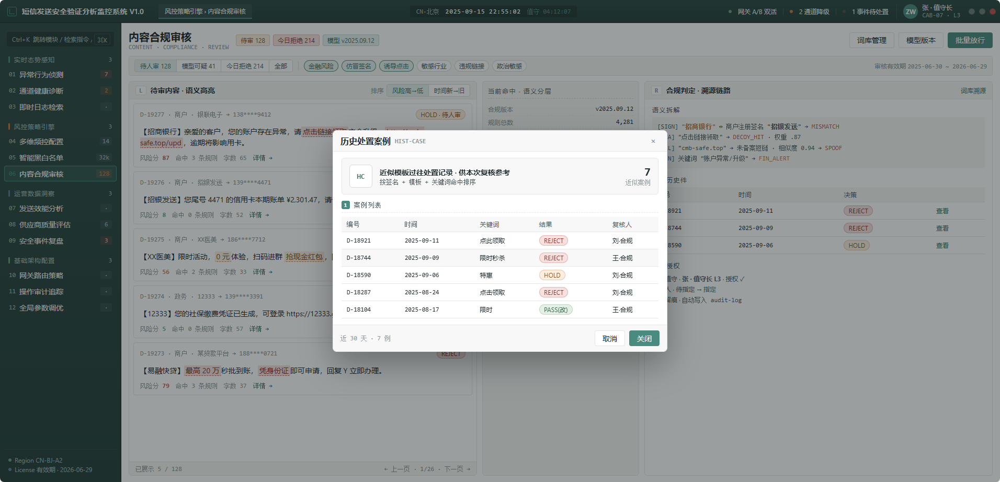 短信发送安全验证分析监控系统 V1.0
风控策略引擎 › 内容合规审核
CN·北京 2025-09-15 22:55:02 值守 04:12:07
网关 A/B 双活
2 通道降级
1 事件待处置
ZW
张 · 值守长
CAB-07 · L3
Ctrl+K 跳转模块 / 检索指令 /
⌘K
实时态势感知 3
01 异常行为侦测 7
02 通道健康诊断 2
03 即时日志检索 ·
风控策略引擎 3
04 多维频控配置 14
05 智能黑白名单 32k
06 内容合规审核 128
运营数据洞察 3
07 发送效能分析 ·
08 供应商质量评估 6
09 安全事件复盘 3
基础架构配置 3
10 网关路由策略 ·
11 操作审计追踪 ·
12 全局参数调优 ·
Region CN-BJ-A2
License 有效期 · 2026-06-29
内容合规审核
CONTENT · COMPLIANCE · REVIEW
待审 128
今日拒绝 214
模型 v2025.09.12
词库管理
模型版本
批量放行
待人审 128
模型可疑 41
今日拒绝 214
全部
金融风险
仿冒签名
诱导点击
敏感行业
违规链接
政治敏感
审核有效期 2025-06-30 ~ 2026-06-29
L 待审内容 · 语义高亮
排序 风险高→低 时间新→旧
D-19277 · 商户 · 银联电子 → 138****9412
HOLD · 待人审
【招商银行】亲爱的客户，您的账户存在异常，请
safe.top/upd ，逾期将影响用卡。
风险分 87 命中 3 条规则 字数 65 详情 →
D-19276 · 商户 · 招银发送 → 139****4471
【招银发送】您尾号 4471 的信用卡本期账单 ¥2,301.47，请
风险分 8 命中 0 条规则 字数 52 详情 →
D-19275 · 商户 · XX医美 → 186****7712
【XX医美】限时活动，0 元体验，扫码进群 抢现金红包，
风险分 56 命中 2 条规则 字数 33 详情 →
D-19274 · 政务 · 12333 → 139****3391
【12333】您的社保缴费凭证已生成，可登录 https://12333.
风险分 5 命中 0 条规则 字数 57 详情 →
D-19273 · 商户 · 某贷款平台 → 188****0721
REJECT
【易融快贷】最高 20 万秒批到账，凭身份证即可申请，回复 Y 立即办理。
风险分 79 命中 3 条规则 字数 37 详情 →
已展示 5 / 128
← 上一页 · 1/26 · 下一页 →
当前命中 · 语义分层
合规版本 v2025.09.12
规则总数 4,281
R 合规判定 · 溯源链路
词库溯源
语义拆解
[SIGN] "招商银行" ↔ 商户注册签名 "招银发送" → MISMATCH
] "点击链接领取" → DECOY_HIT · 权重 .87
] "cmb-safe.top" → 未备案短链 · 相似度 0.94 → SPOOF
] 关键词 "账户异常/升级" → FIN_ALERT
历史件
号 时间 决策
8921 2025-09-11 REJECT 查看
8744 2025-09-09 REJECT 查看
8590 2025-09-06 HOLD 查看
授权
值守 · 张 · 值守长 L3 · 授权 ✓
人 · 待指定 → 指定
留痕 · 自动写入 audit-log
历史处置案例 HIST-CASE
×
HC
近似模板过往处置记录 · 供本次复核参考
按签名 + 模板 + 关键词命中排序
7
近似案例
1 案例列表
编号 时间 关键词 结果 复核人
D-18921 2025-09-11 点此领取 REJECT 刘·合规
D-18744 2025-09-09 限时秒杀 REJECT 王·合规
D-18590 2025-09-06 特惠 HOLD 刘·合规
D-18287 2025-08-24 点击领取 REJECT 刘·合规
D-18104 2025-08-17 限时 PASS(改) 王·合规
近 30 天 · 7 例
取消
关闭